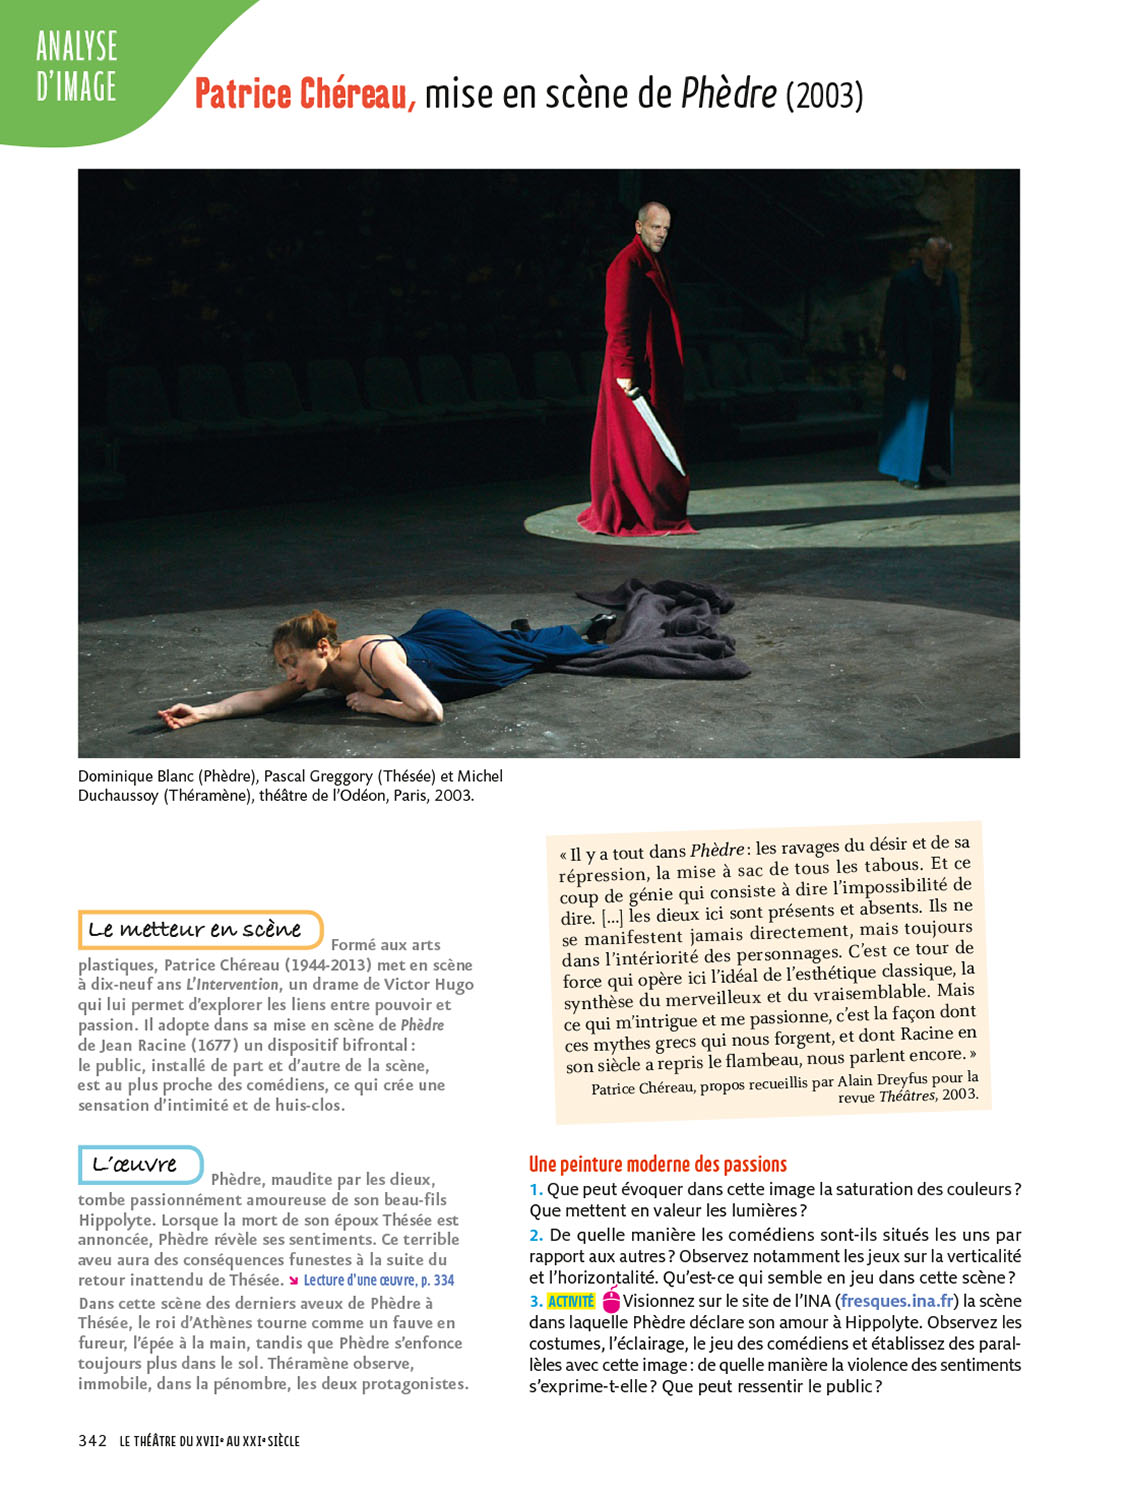 ANALYSE
D'IMAGE
Patrice Chéreau, mise en scène de Phèdre (2003)
Dominique Blanc (Phèdre), Pascal Greggory (Thésée) et Michel
Duchaussoy (Théramène), théâtre de l'Odéon, Paris, 2003.
« Il y a tout dans Phèdre : les ravages du désir et de sa
répression, la mise à sac de tous les tabous. Et ce
coup de génie qui consiste à dire l'impossibilité de
dire. [...] les dieux ici sont présents et absents. Ils ne
se manifestent jamais directement, mais toujours
dans l'intériorité des personnages. C'est ce tour de
force qui opère ici l'idéal de l'esthétique classique, la
synthèse du merveilleux et du vraisemblable. Mais
ce qui m'intrigue et me passionne, c'est la façon dont
ces mythes grecs qui nous forgent, et dont Racine en
son siècle a repris le flambeau, nous parlent encore. »
Patrice Chéreau, propos recueillis par Alain Dreyfus pour la
revue Théâtres, 2003.
Le metteur en scène Formé aux arts
plastiques, Patrice Chéreau (1944-2013) met en scène
à dix-neuf ans L'Intervention, un drame de Victor Hugo
qui lui permet d'explorer les liens entre pouvoir et
passion. Il adopte dans sa mise en scène de Phèdre
de Jean Racine (1677) un dispositif bifrontal :
le public, installé de part et d'autre de la scène,
est au plus proche des comédiens, ce qui crée une
sensation d'intimité et de huis-clos.
L'œuvre Phèdre, maudite par les dieux,
tombe passionnément amoureuse de son beau-fils
Hippolyte. Lorsque la mort de son époux Thésée est
annoncée, Phèdre révèle ses sentiments. Ce terrible
aveu aura des conséquences funestes à la suite du
retour inattendu de Thésée. ➘ Lecture d'une œuvre, p. 334
Dans cette scène des derniers aveux de Phèdre à
Thésée, le roi d'Athènes tourne comme un fauve en
fureur, l'épée à la main, tandis que Phèdre s'enfonce
toujours plus dans le sol. Théramène observe,
immobile, dans la pénombre, les deux protagonistes.
Une peinture moderne des passions
1. Que peut évoquer dans cette image la saturation des couleurs ?
Que mettent en valeur les lumières ?
2. De quelle manière les comédiens sont-ils situés les uns par
rapport aux autres ? Observez notamment les jeux sur la verticalité
et l'horizontalité. Qu'est-ce qui semble en jeu dans cette scène ?
3. ACTIVITÉ Visionnez sur le site de l'INA (fresques.ina.fr) la scène
dans laquelle Phèdre déclare son amour à Hippolyte. Observez les
costumes, l'éclairage, le jeu des comédiens et établissez des paral-
lèles avec cette image : de quelle manière la violence des sentiments
s'exprime-t-elle ? Que peut ressentir le public ?
342 LE THÉÂTRE DU XVIIe AU XXIe SIÈCLE